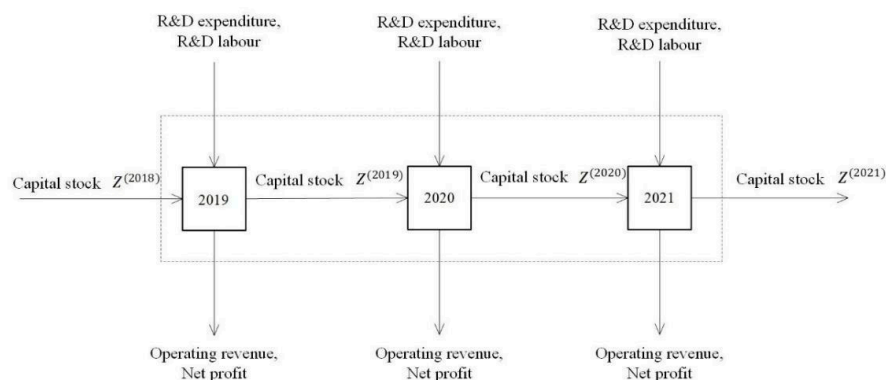 R&D expenditure,
R&D labour
R&D expenditure,
R&D labour
R&D expenditure,
R&D labour
Capital stock Z^(2018)
2019
Capital stock Z^(2019)
2020
Capital stock Z^(2020)
2021
Capital stock Z^(2021)
Operating revenue,
Net profit
Operating revenue,
Net profit
Operating revenue,
Net profit